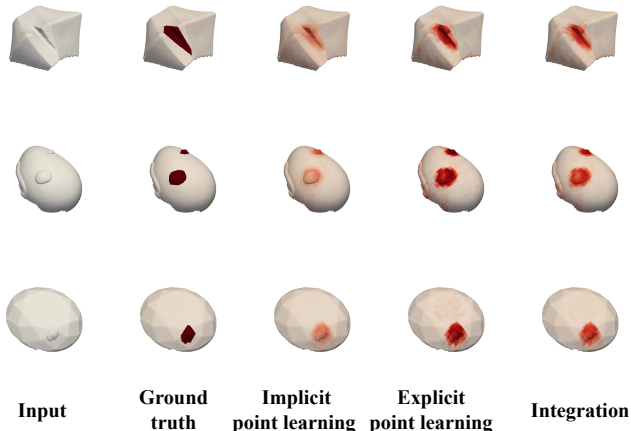 Input
Ground
truth
Implicit
point learning
Explicit
point learning
Integration